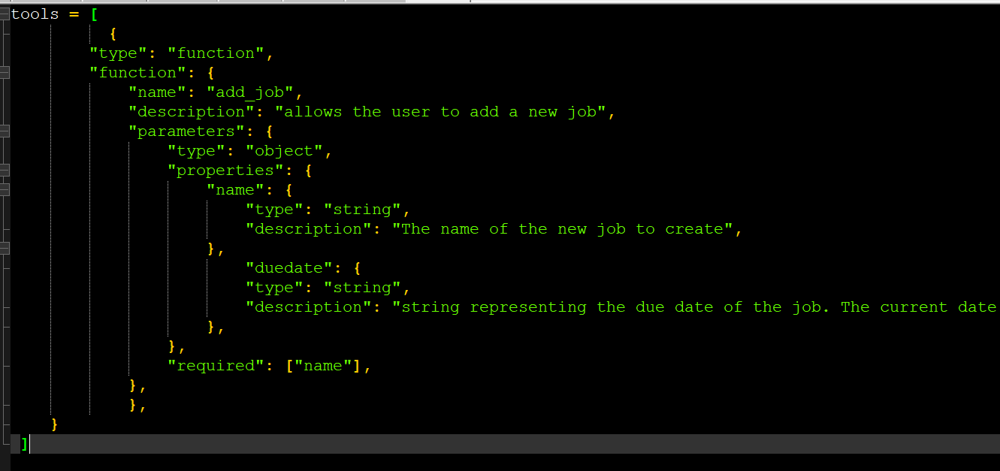 tools = [
{
"type": "function",
"function": {
"name": "add_job",
"description": "allows the user to add a new job",
"parameters": {
"type": "object",
"properties": {
"name": {
"type": "string",
"description": "The name of the new job to create",
},
"duedate": {
"type": "string",
"description": "string representing the due date of the job. The current date
},
},
"required": ["name"],
},
},
}
]